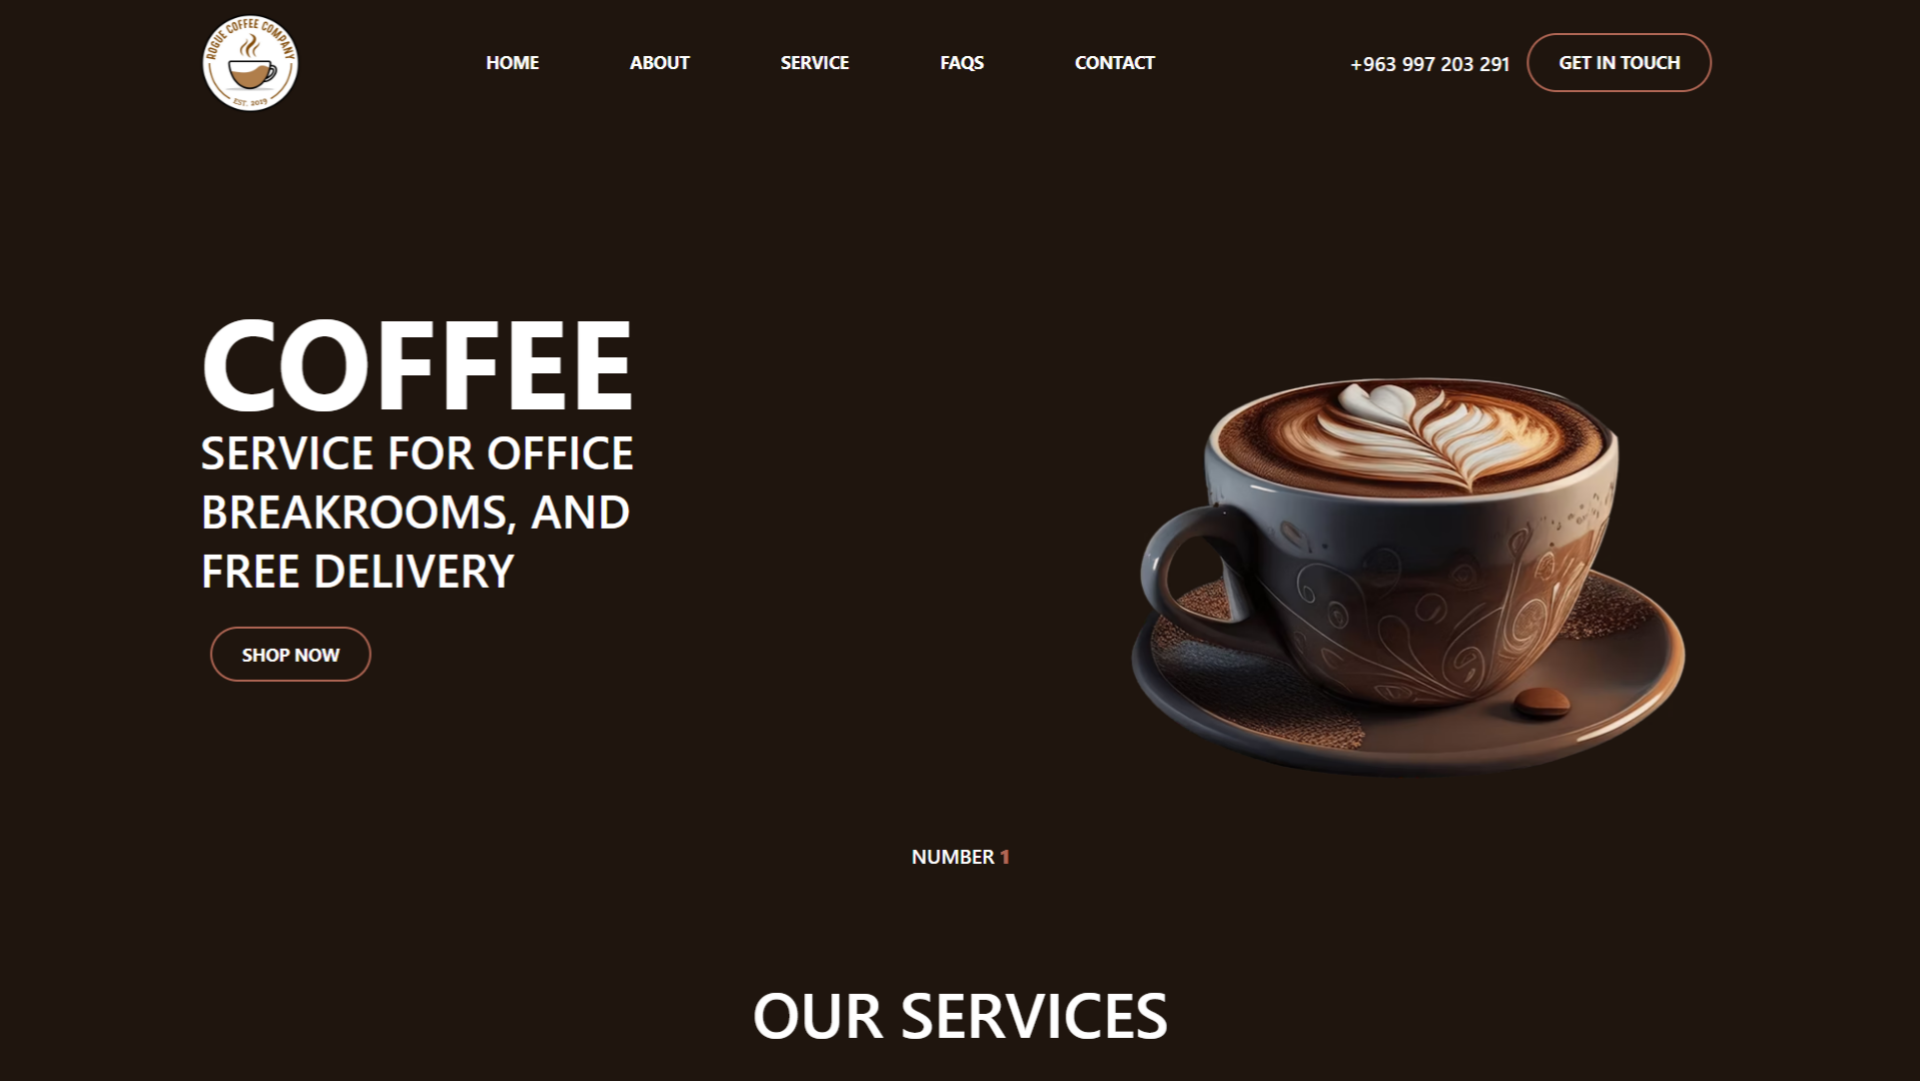 ROGUE COFFEE COMPANY
EST. 2019
HOME
ABOUT
SERVICE
FAQS
CONTACT
+963 997 203 291
GET IN TOUCH
COFFEE
SERVICE FOR OFFICE
BREAKROOMS, AND
FREE DELIVERY
SHOP NOW
NUMBER 1
OUR SERVICES